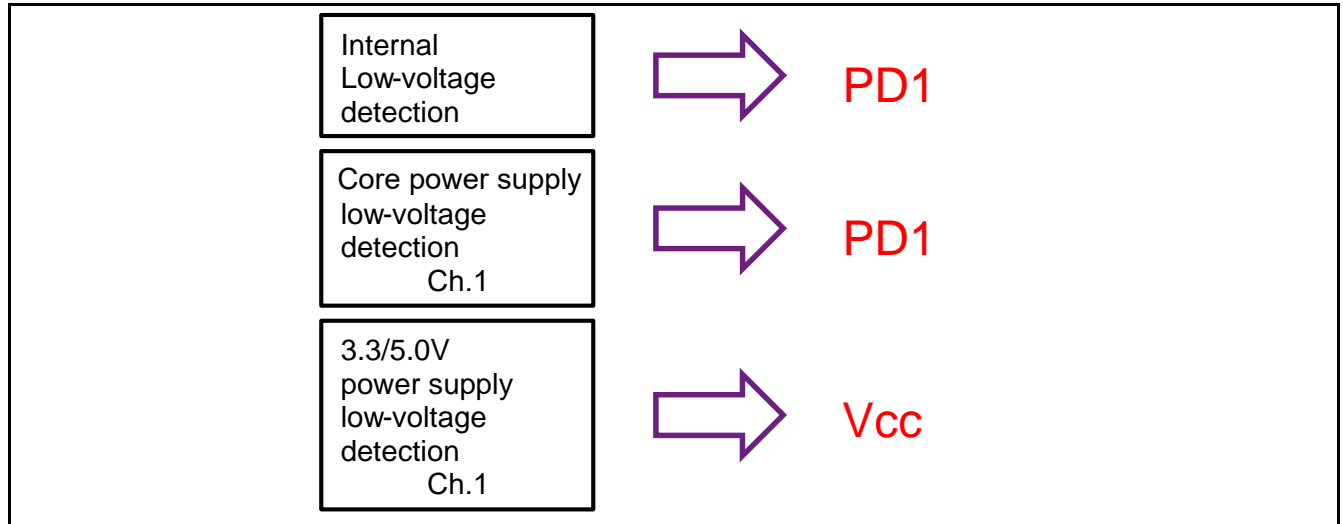 Internal
Low-voltage
detection
PD1
Core power supply
low-voltage
detection
Ch.1
PD1
3.3/5.0V
power supply
low-voltage
detection
Ch.1
Vcc